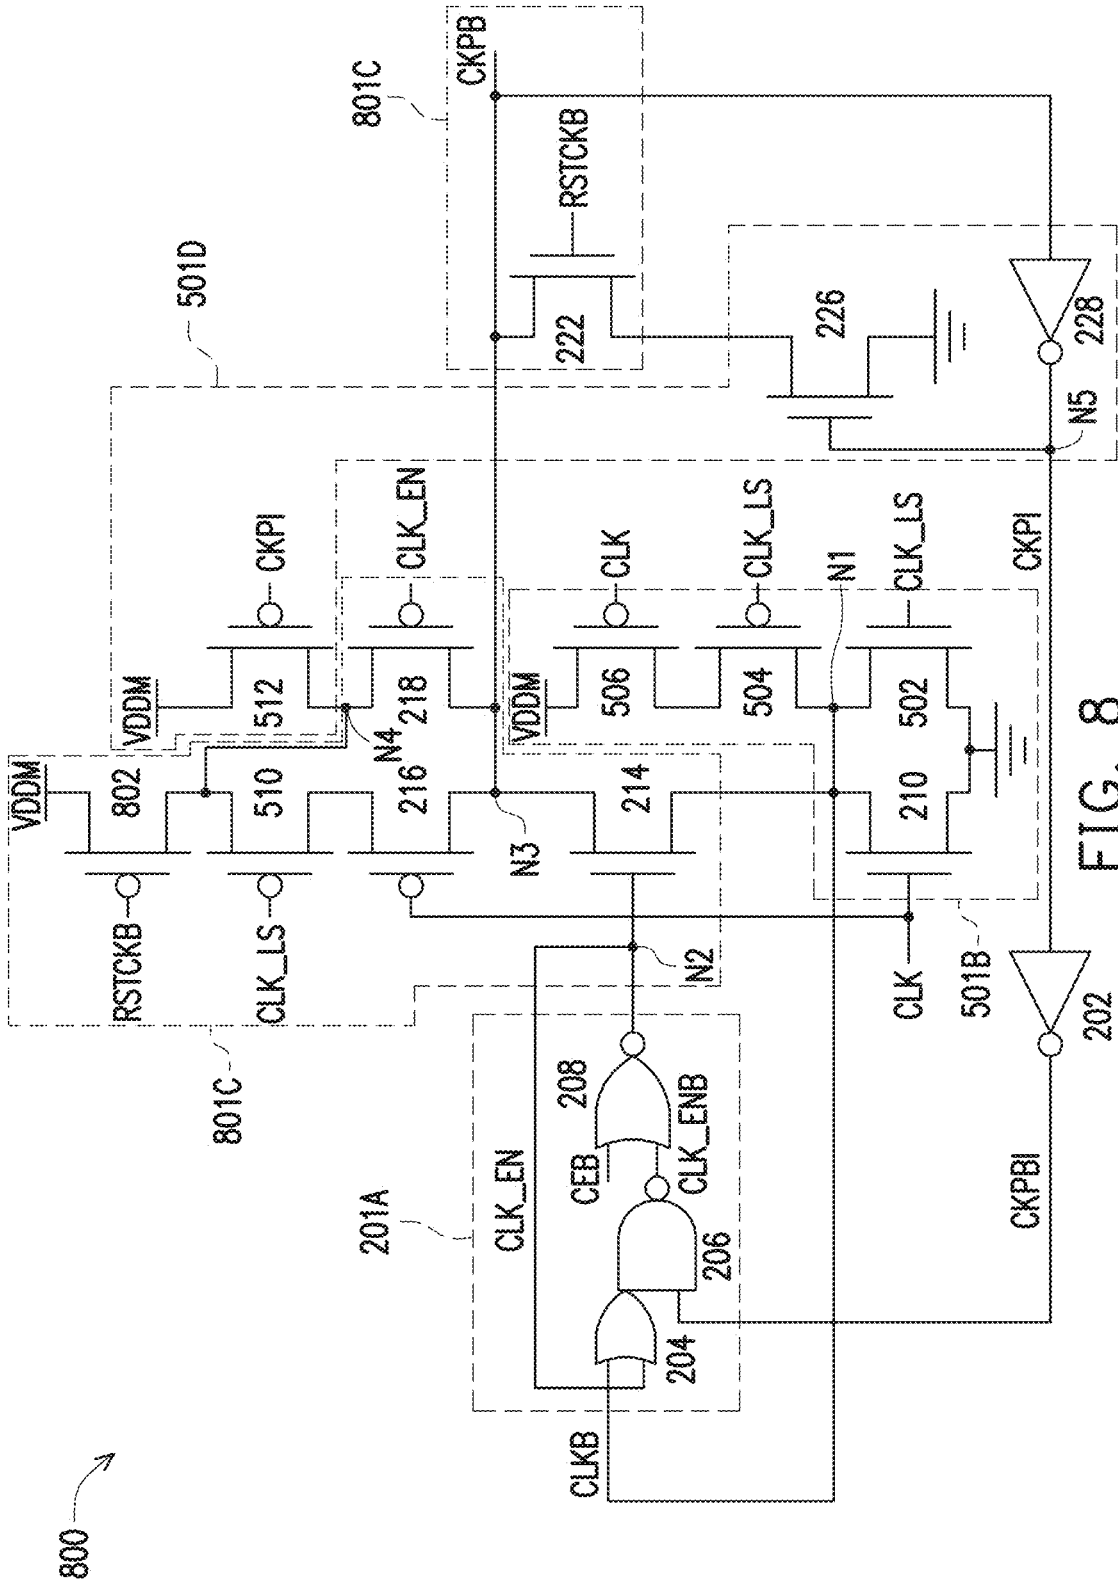 800
201A
801C
501D
801C
VDDM
RSTCKB
802
VDDM
CLK_LS
510
512
CKPI
N4
216
218
CLK_EN
N3
CKPB
222
RSTCKB
CLK_EN
208
CEB
CLK_ENB
206
204
CLKB
N2
214
VDDM
506
CLK
504
CLK_LS
N1
210
502
CLK_LS
CLK
501B
226
228
N5
CKPI
202
CKPBI
FIG. 8